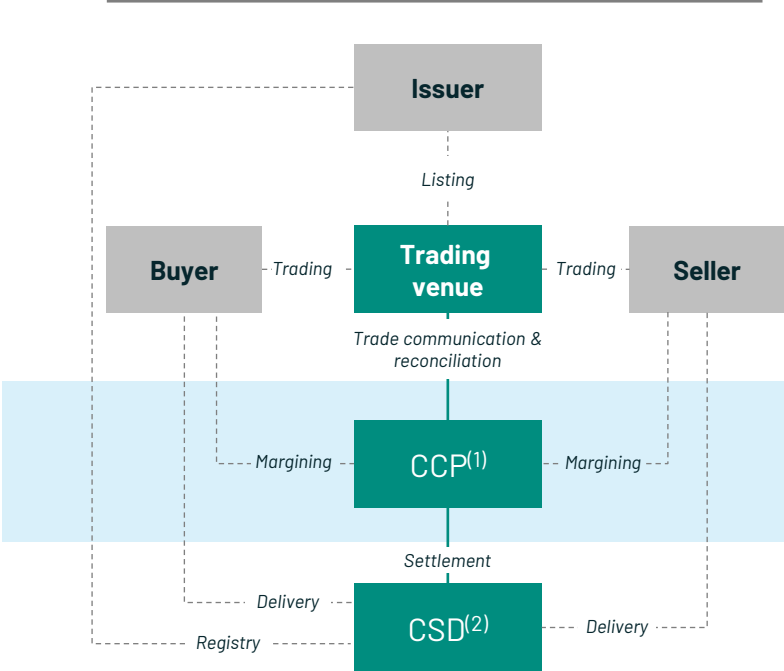 Issuer
Listing
Buyer
Trading
Trading
venue
Trading
Seller
Trade communication &
reconciliation
Margining
CCP(1)
Margining
Settlement
Delivery
CSD(2)
Delivery
Registry